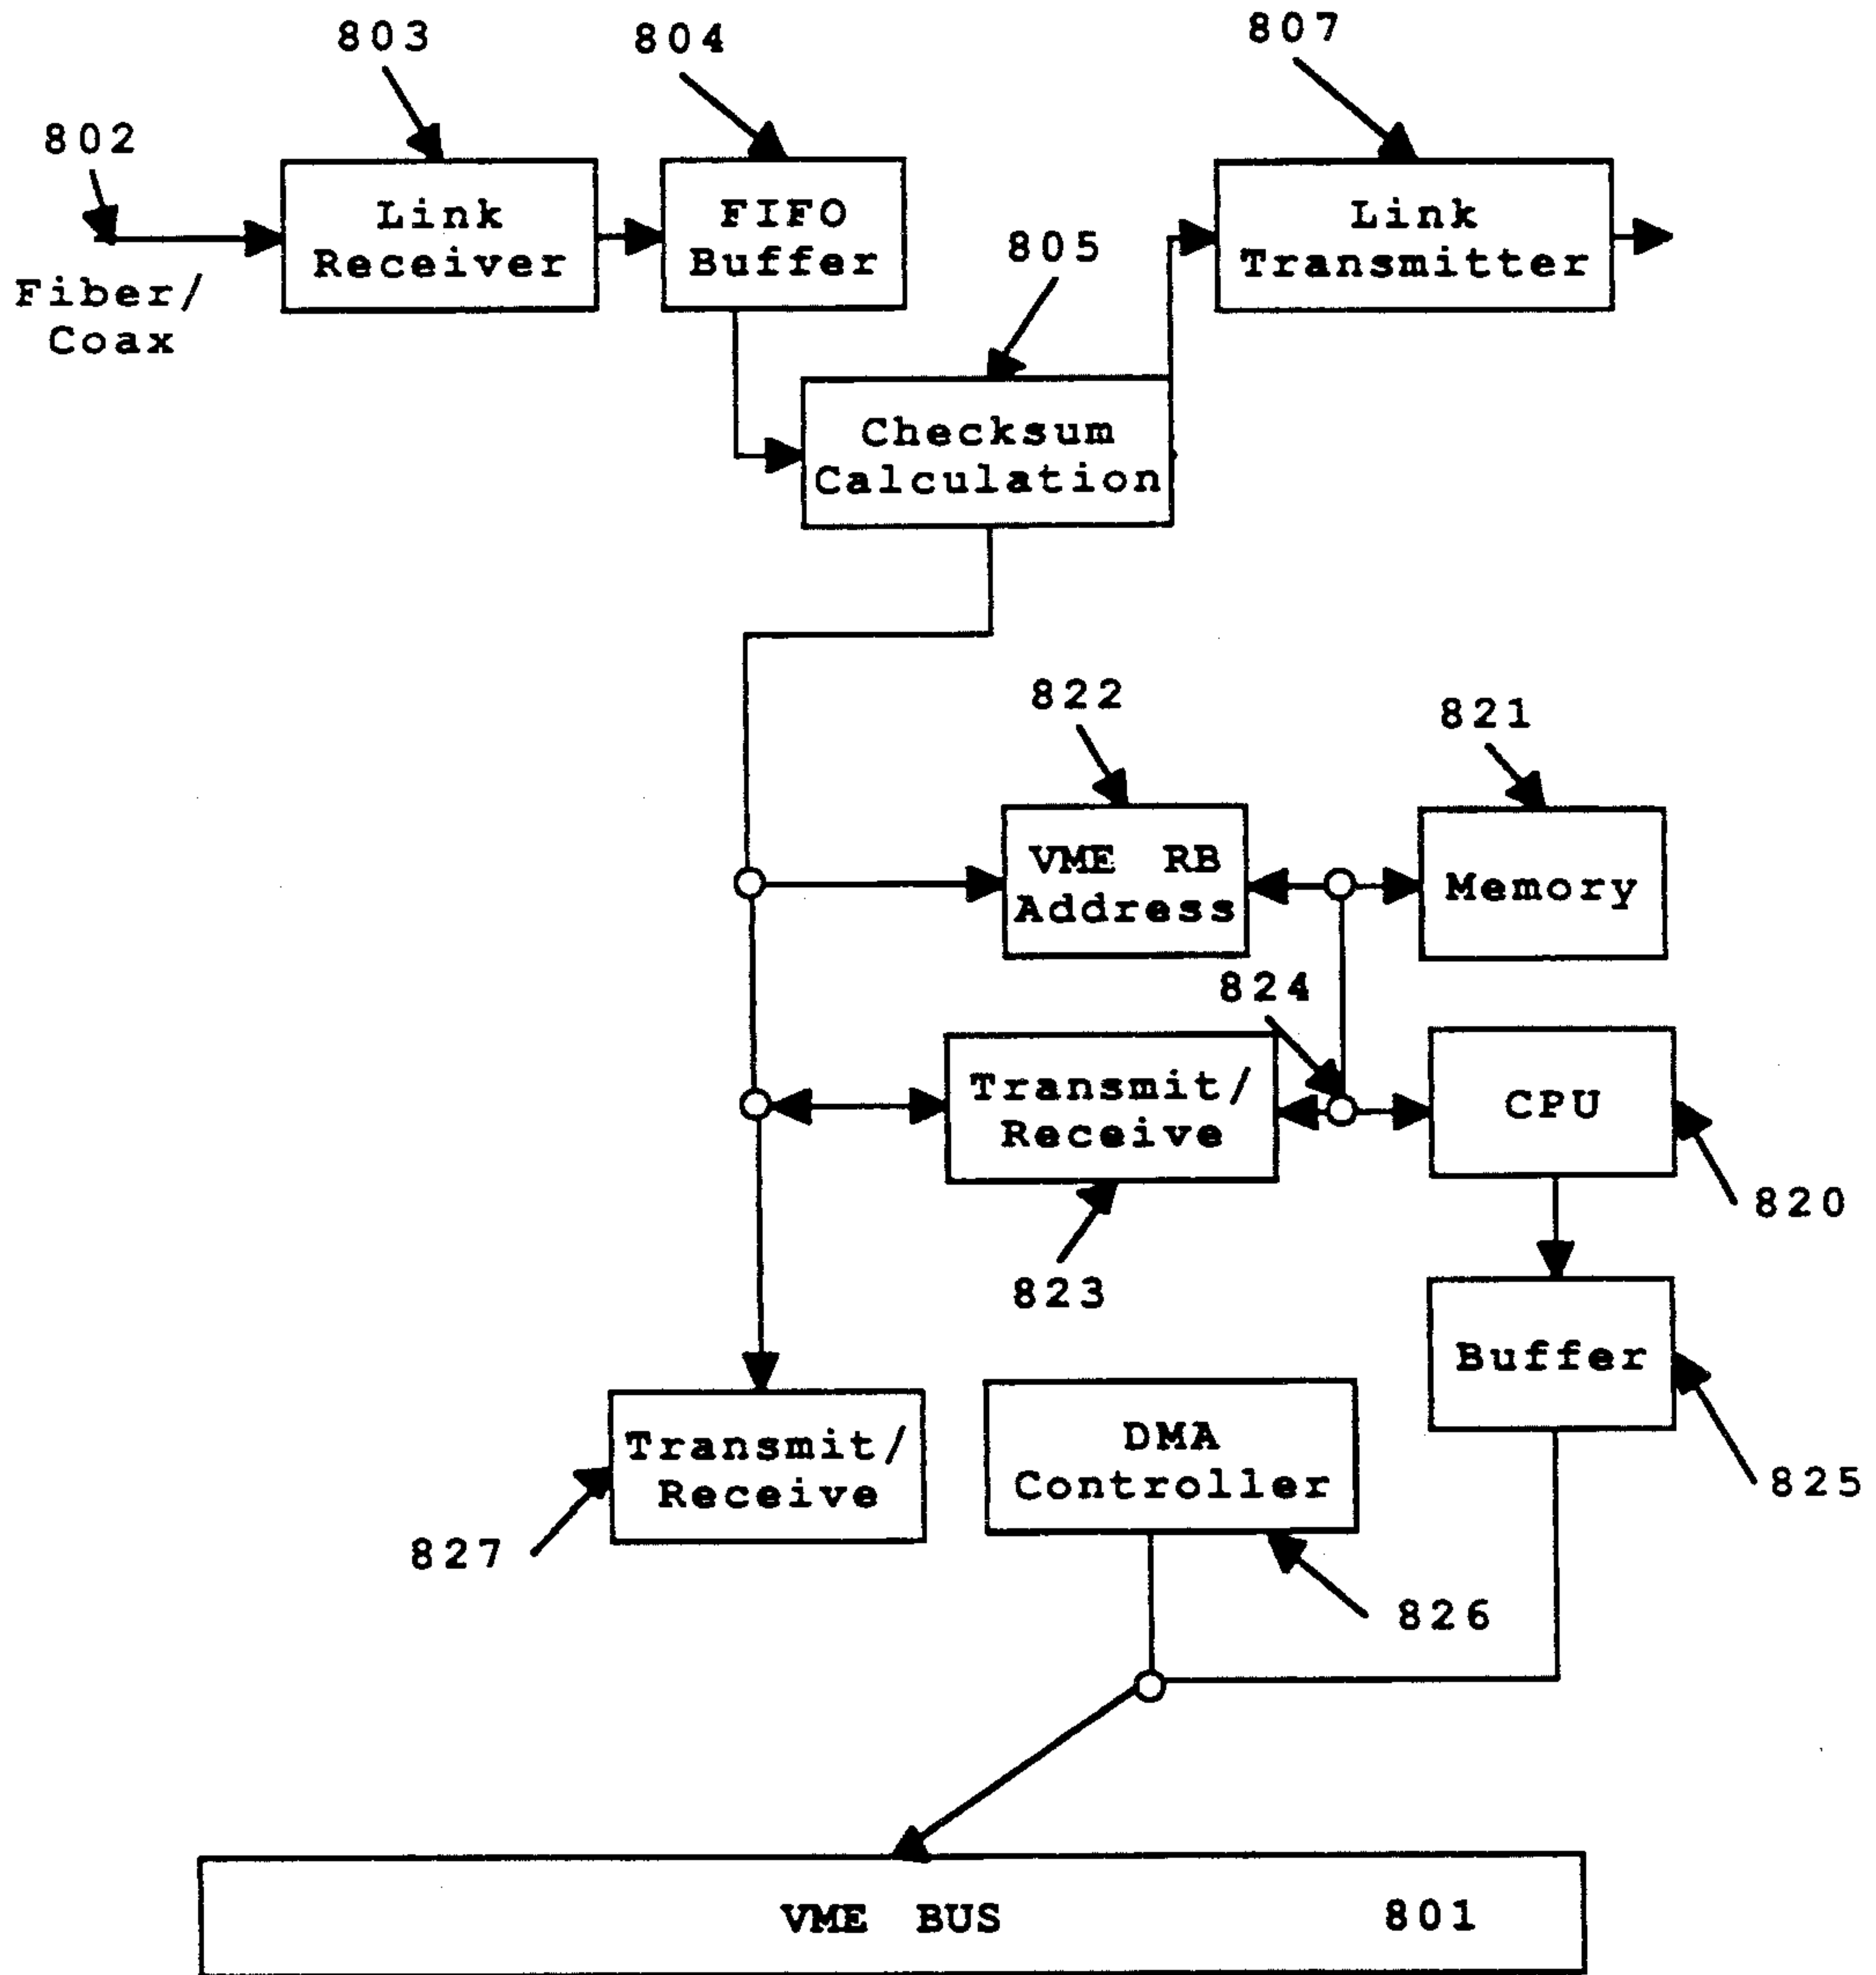 803
804
807
802
Link
Receiver
FIFO
Buffer
Link
Transmitter
805
Fiber/
Coax
Checksum
Calculation
822
821
VME RB
Address
Memory
824
Transmit/
Receive
CPU
820
823
Buffer
Transmit/
Receive
DMA
Controller
825
827
826
VME BUS 801